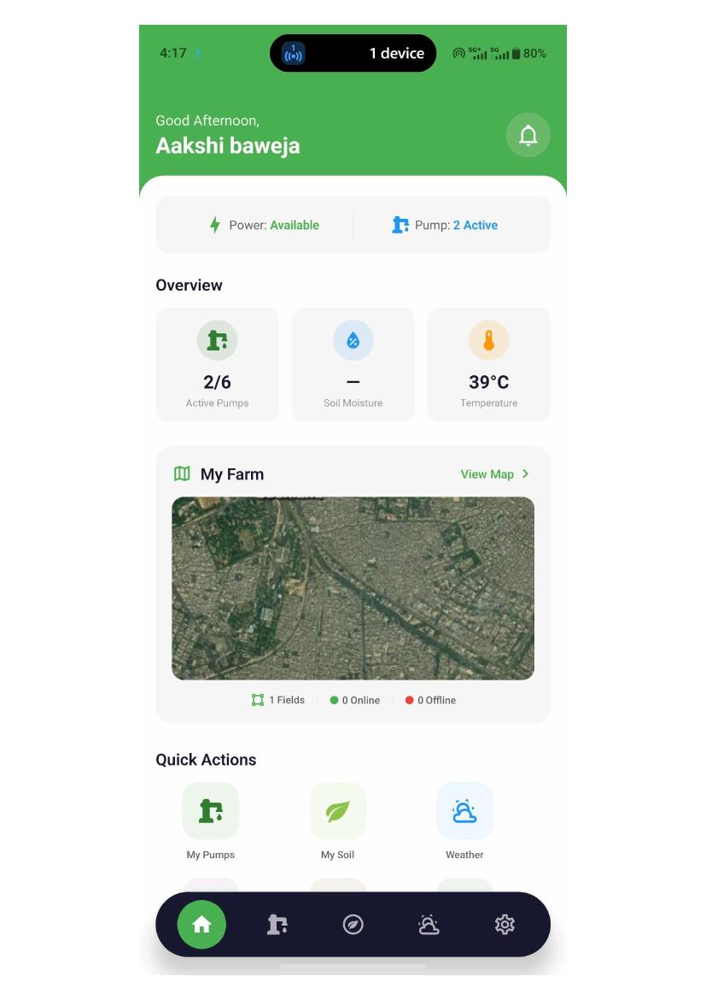 4:17
1
1 device
5G+ 5G 80%
Good Afternoon,
Aakshi baweja
Power: Available
Pump: 2 Active
Overview
2/6
Active Pumps
—
Soil Moisture
39°C
Temperature
My Farm
View Map >
1 Fields
0 Online
0 Offline
Quick Actions
My Pumps
My Soil
Weather